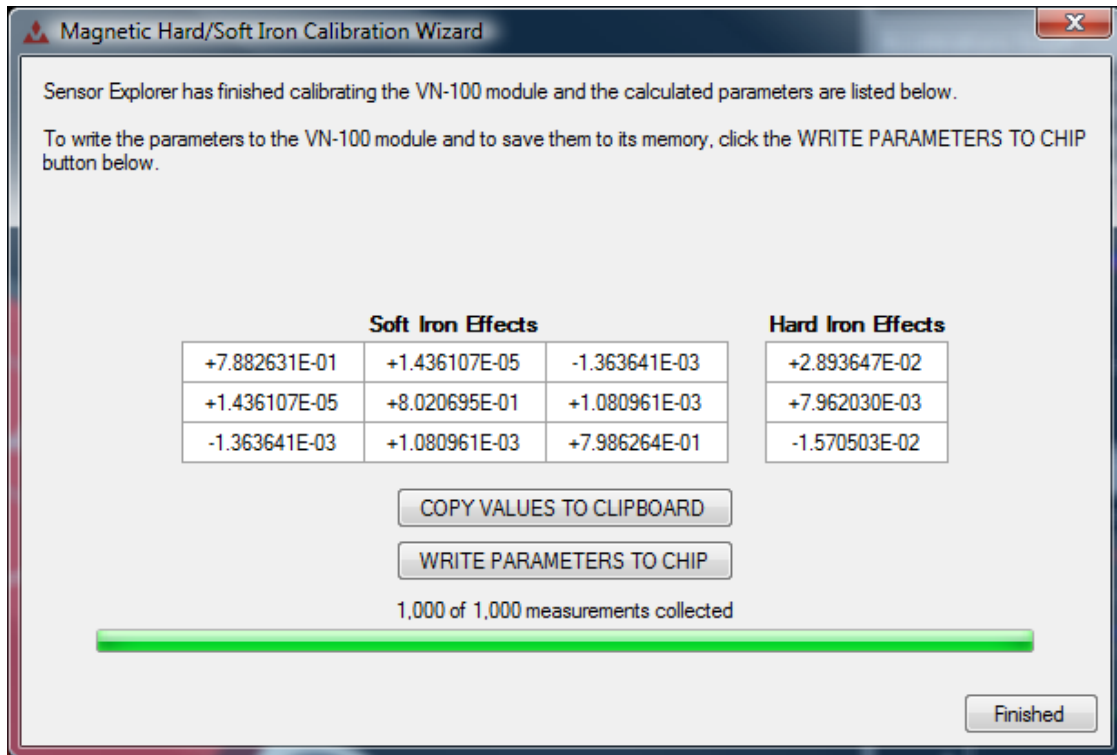 Magnetic Hard/Soft Iron Calibration Wizard
Sensor Explorer has finished calibrating the VN-100 module and the calculated parameters are listed below.
To write the parameters to the VN-100 module and to save them to its memory, click the WRITE PARAMETERS TO CHIP
button below.
Soft Iron Effects Hard Iron Effects
+7.882631E-01 +1.436107E-05 -1.363641E-03 +2.893647E-02
+1.436107E-05 +8.020695E-01 +1.080961E-03 +7.962030E-03
-1.363641E-03 +1.080961E-03 +7.986264E-01 -1.570503E-02
COPY VALUES TO CLIPBOARD
WRITE PARAMETERS TO CHIP
1,000 of 1,000 measurements collected
Finished